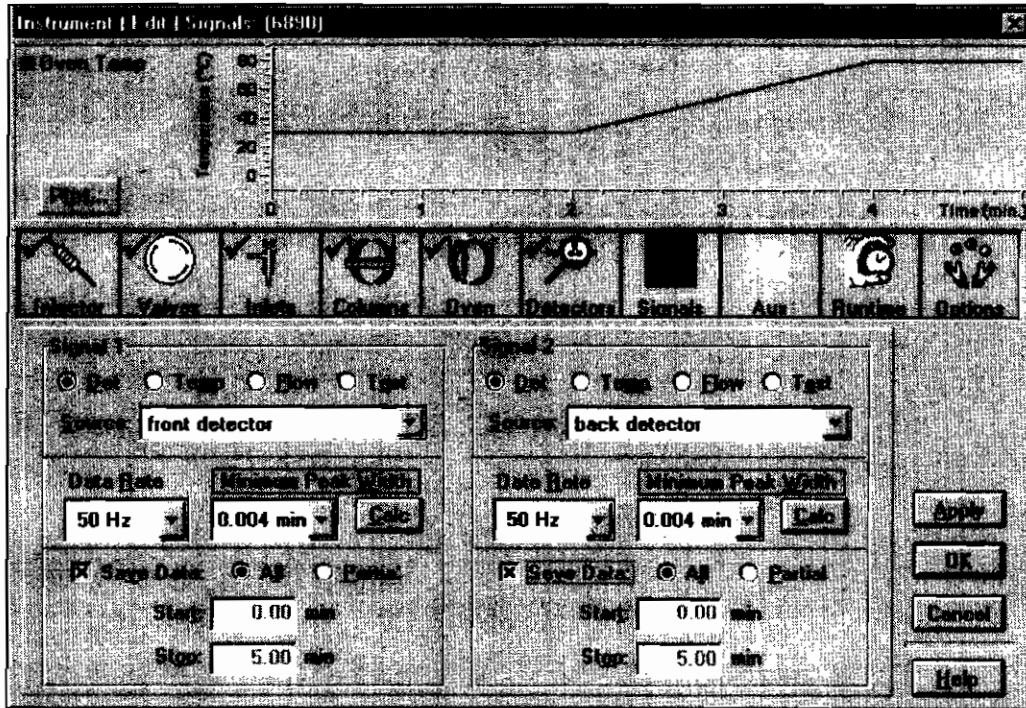 Instrument | Edit | Signals: (6890)
Oven Temp
Temperature (°C)
80
60
40
20
0
Print...
0 1 2 3 4 Time (min.)
Injector Valves Inlets Columns Oven Detectors Signals Aux Runtime Options
Signal 1
Det Temp Flow Test
Source: front detector
Data Rate Minimum Peak Width
50 Hz 0.004 min Calc
Save Data: All Partial
Start: 0.00 min
Stop: 5.00 min
Signal 2
Det Temp Flow Test
Source: back detector
Data Rate Minimum Peak Width
50 Hz 0.004 min Calc
Save Data: All Partial
Start: 0.00 min
Stop: 5.00 min
Apply
OK
Cancel
Help